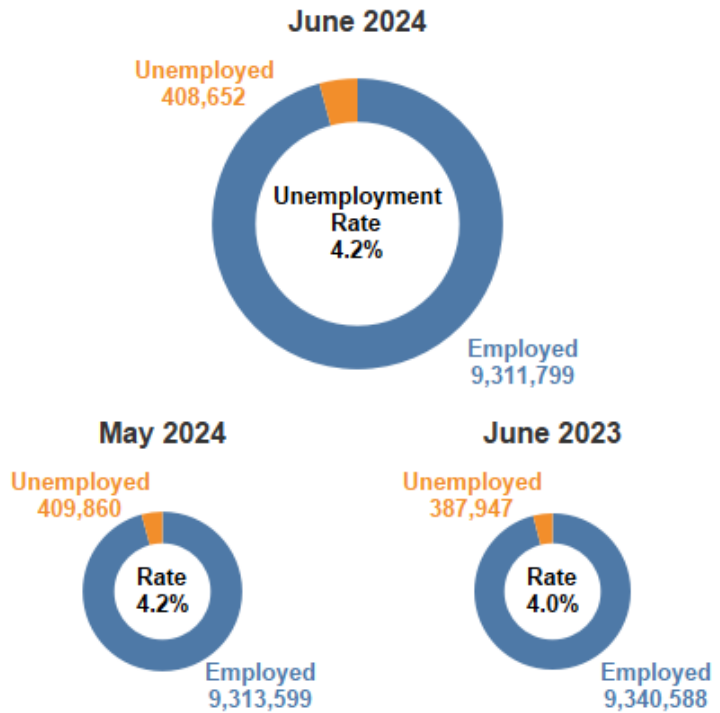 June 2024
Unemployed
408,652
Unemployment
Rate
4.2%
Employed
9,311,799
May 2024
Unemployed
409,860
Rate
4.2%
Employed
9,313,599
June 2023
Unemployed
387,947
Rate
4.0%
Employed
9,340,588